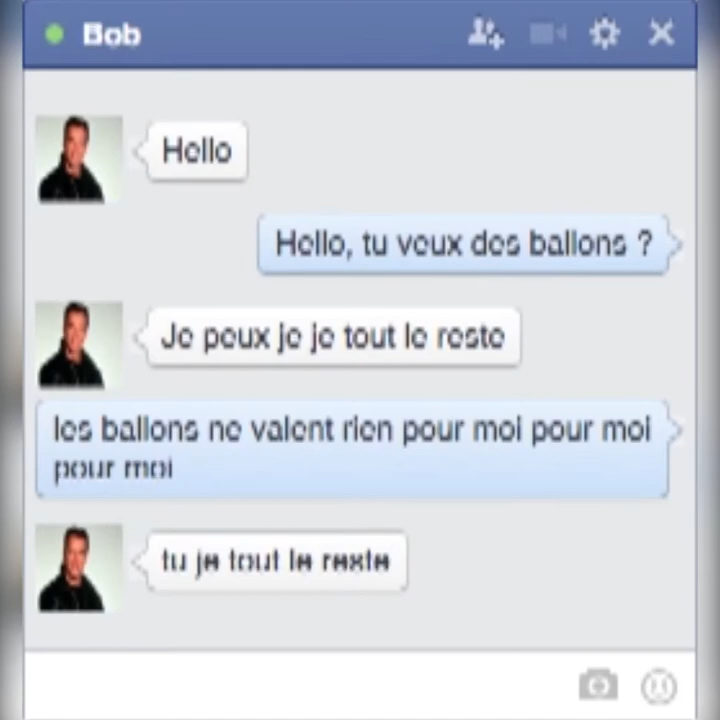 Bob
Hello
Hello, tu veux des ballons ?
Je peux je je tout le reste
les ballons ne valent rien pour moi pour moi
pour moi
tu je tout le reste